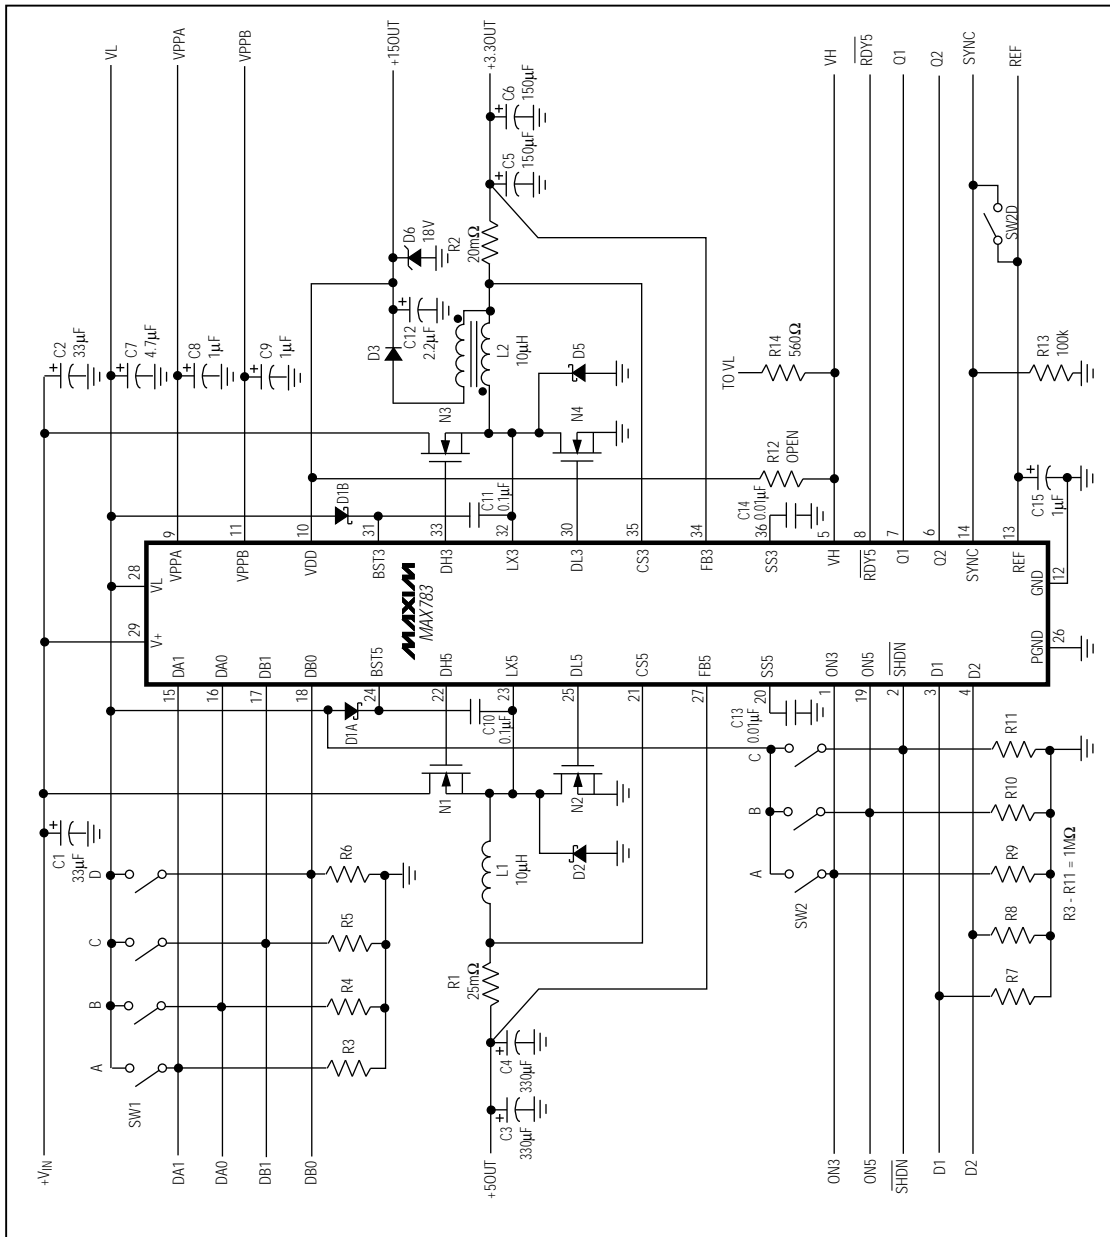 +VIN
VL
VPPA
VPPB
+15OUT
+3.3OUT
VH
RDY5
Q1
Q2
SYNC
REF
C2
33µF
C7
4.7µF
C8
1µF
C9
1µF
C6
150µF
C5
150µF
D6
18V
R2
20mΩ
C12
2.2µF
D3
L2
10µH
N3
N4
D5
D1B
C11
0.1µF
TO VL
R14
560Ω
R12
OPEN
C14
0.01µF
SW2D
R13
100k
C15
1µF
28
VL
29
V+
9
VPPA
11
VPPB
10
VDD
31
BST3
33
DH3
32
LX3
30
DL3
35
CS3
34
FB3
36
SS3
5
VH
8
RDY5
7
Q1
6
Q2
14
SYNC
13
REF
12
GND
26
PGND
MAXIM
MAX783
15
DA1
16
DA0
17
DB1
18
DB0
24
BST5
22
DH5
23
LX5
25
DL5
21
CS5
27
FB5
20
SS5
1
ON3
19
ON5
2
SHDN
3
D1
4
D2
D1A
C10
0.1µF
N1
N2
D2
L1
10µH
R1
25mΩ
C4
330µF
C3
330µF
C1
33µF
A
B
C
D
SW1
R3
R4
R5
R6
C13
0.01µF
A
B
C
SW2
R7
R8
R9
R10
R11
R3 - R11 = 1MΩ
DA1
DA0
DB1
DB0
+5OUT
ON3
ON5
SHDN
D1
D2